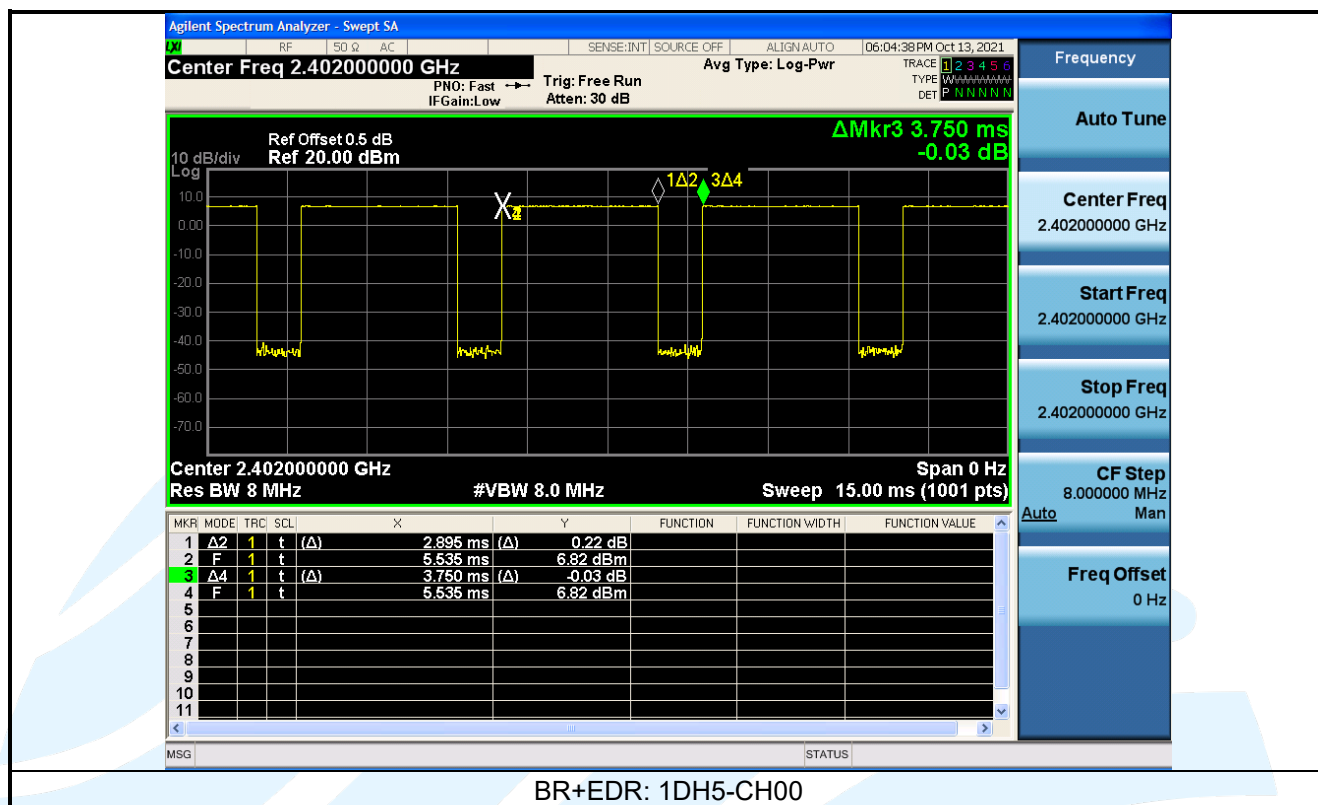 Agilent Spectrum Analyzer - Swept SA
LXI RF 50 Ω AC SENSE:INT SOURCE OFF ALIGN AUTO 06:04:38 PM Oct 13, 2021
Center Freq 2.402000000 GHz
PNO: Fast
IFGain:Low
Trig: Free Run
Atten: 30 dB
Avg Type: Log-Pwr
TRACE 1 2 3 4 5 6
TYPE W
DET P N N N N N
ΔMkr3 3.750 ms
-0.03 dB
Ref Offset 0.5 dB
10 dB/div Ref 20.00 dBm
Log
1Δ2 3Δ4
10.0
0.00
-10.0
-20.0
-30.0
-40.0
-50.0
-60.0
-70.0
Center 2.402000000 GHz Span 0 Hz
Res BW 8 MHz #VBW 8.0 MHz Sweep 15.00 ms (1001 pts)
MKR MODE TRC SCL X Y FUNCTION FUNCTION WIDTH FUNCTION VALUE
1 Δ2 1 t (Δ) 2.895 ms (Δ) 0.22 dB
2 F 1 t 5.535 ms 6.82 dBm
3 Δ4 1 t (Δ) 3.750 ms (Δ) -0.03 dB
4 F 1 t 5.535 ms 6.82 dBm
5
6
7
8
9
10
11
MSG STATUS
Frequency
Auto Tune
Center Freq
2.402000000 GHz
Start Freq
2.402000000 GHz
Stop Freq
2.402000000 GHz
CF Step
8.000000 MHz
Auto Man
Freq Offset
0 Hz
BR+EDR: 1DH5-CH00